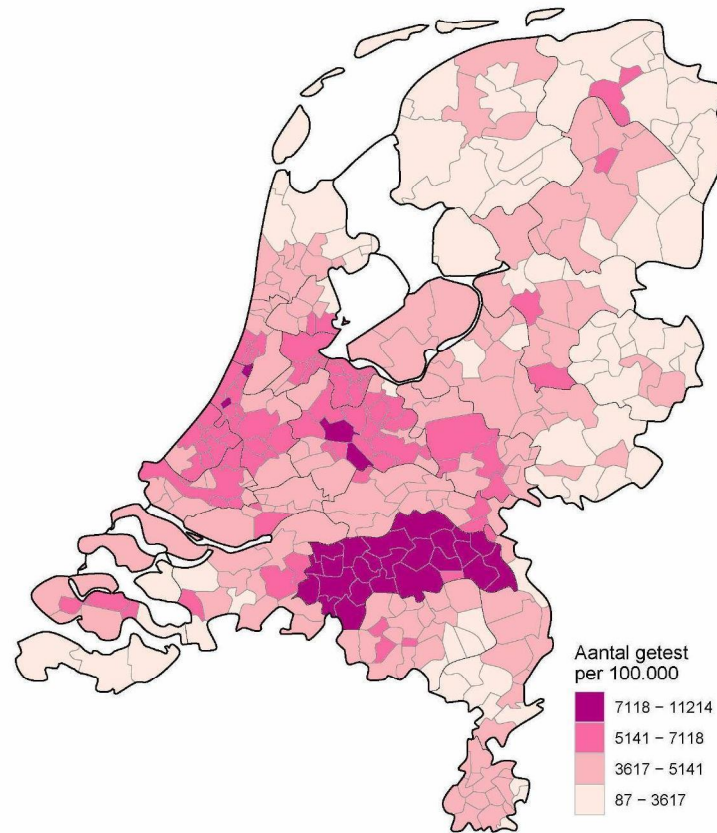 Aantal getest
per 100.000
7118 – 11214
5141 – 7118
3617 – 5141
87 – 3617